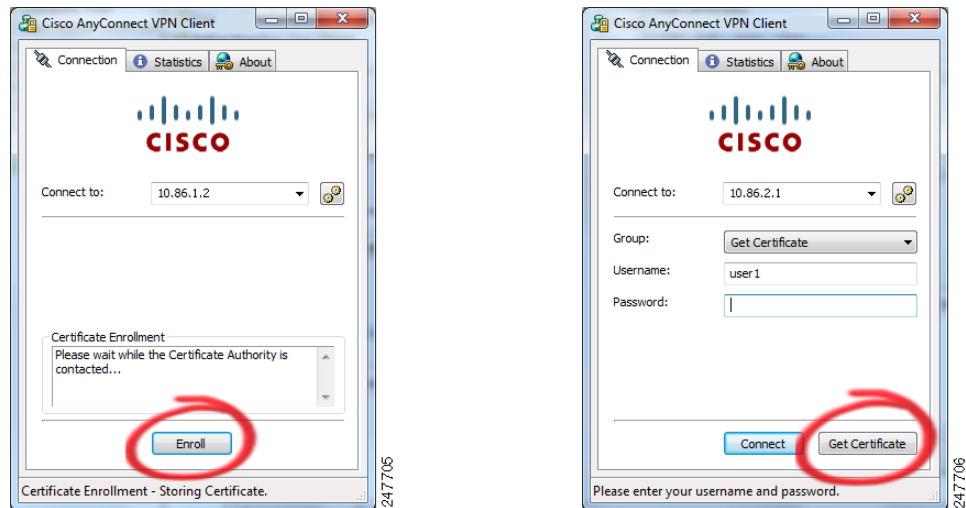 Cisco AnyConnect VPN Client
Connection Statistics About
CISCO
Connect to: 10.86.1.2
Certificate Enrollment
Please wait while the Certificate Authority is
contacted...
Enroll
Certificate Enrollment - Storing Certificate.
247705
Cisco AnyConnect VPN Client
Connection Statistics About
CISCO
Connect to: 10.86.2.1
Group: Get Certificate
Username: user1
Password:
Connect Get Certificate
Please enter your username and password.
247706